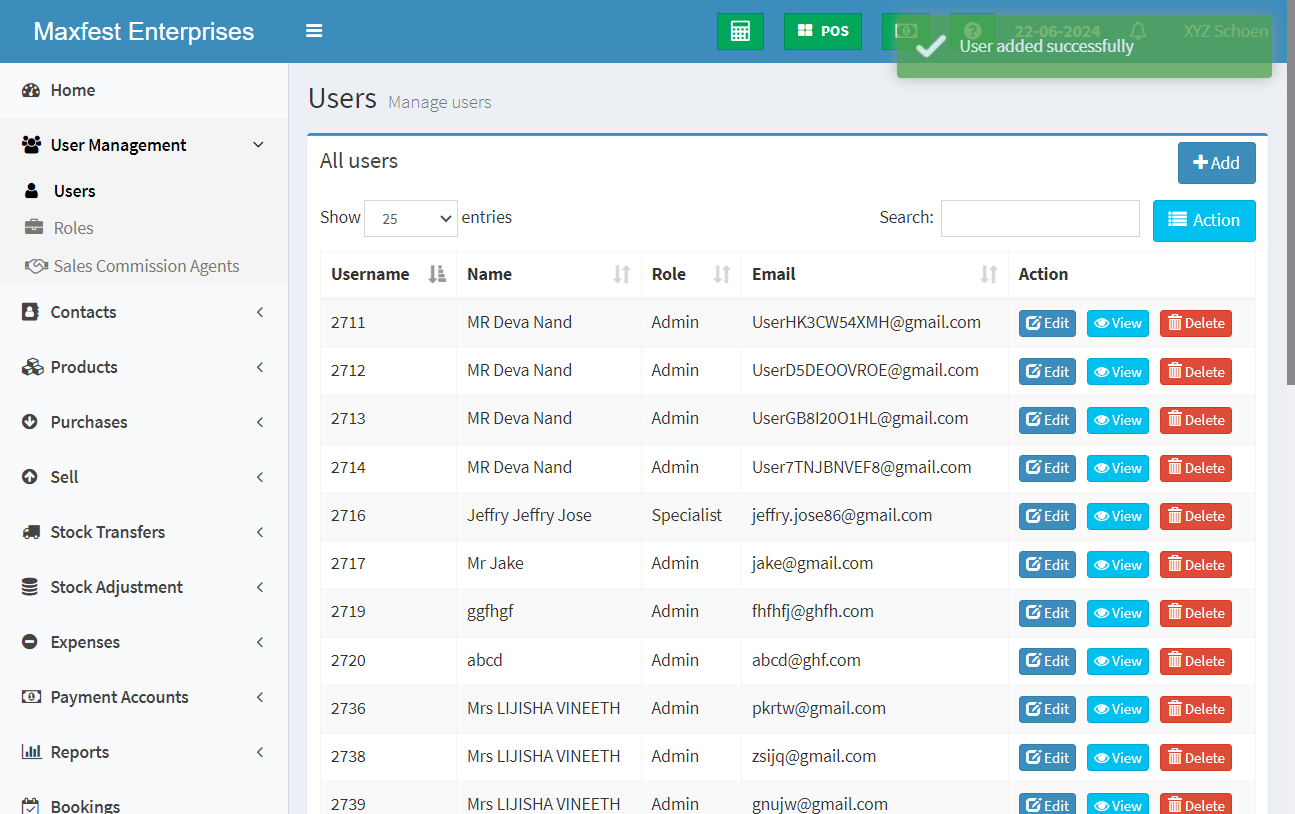 Maxfest Enterprises
POS
22-06-2024
XYZ Schoen
User added successfully
Home
User Management
Users
Roles
Sales Commission Agents
Contacts
Products
Purchases
Sell
Stock Transfers
Stock Adjustment
Expenses
Payment Accounts
Reports
Bookings
Users Manage users
All users
Add
Show 25 entries
Search:
Action
Username Name Role Email Action
2711 MR Deva Nand Admin UserHK3CW54XMH@gmail.com Edit View Delete
2712 MR Deva Nand Admin UserD5DEOOVROE@gmail.com Edit View Delete
2713 MR Deva Nand Admin UserGB8I20O1HL@gmail.com Edit View Delete
2714 MR Deva Nand Admin User7TNJBNVEF8@gmail.com Edit View Delete
2716 Jeffry Jeffry Jose Specialist jeffry.jose86@gmail.com Edit View Delete
2717 Mr Jake Admin jake@gmail.com Edit View Delete
2719 ggfhgf Admin fhfhfj@ghfh.com Edit View Delete
2720 abcd Admin abcd@ghf.com Edit View Delete
2736 Mrs LIJISHA VINEETH Admin pkrtw@gmail.com Edit View Delete
2738 Mrs LIJISHA VINEETH Admin zsijq@gmail.com Edit View Delete
2739 Mrs LIJISHA VINEETH Admin gnujw@gmail.com Edit View Delete